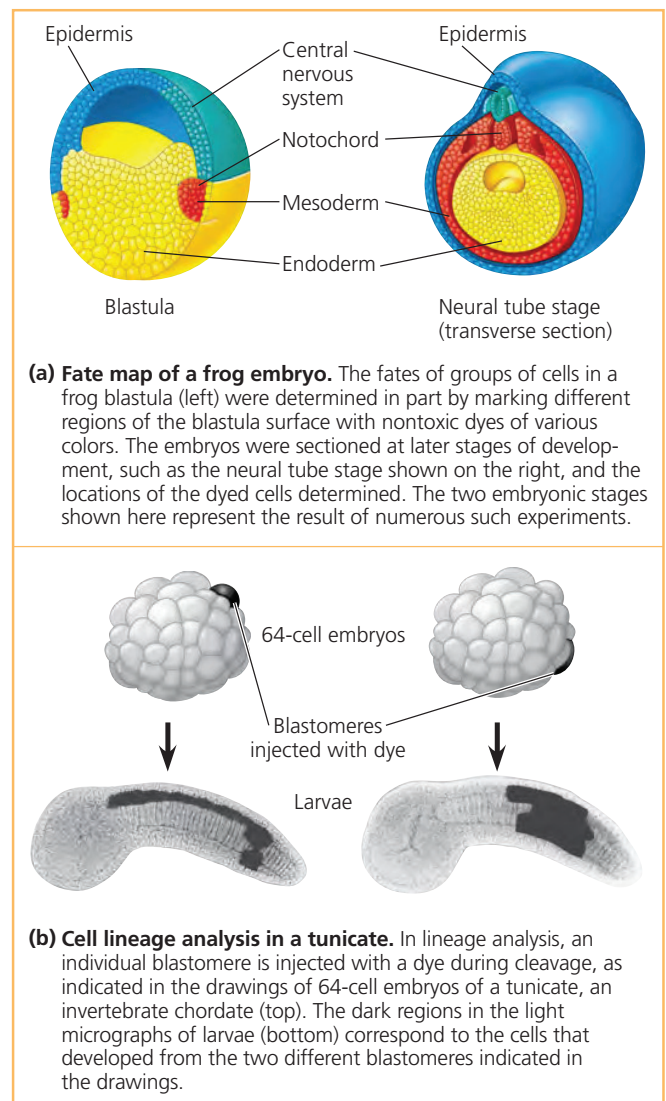 Epidermis
Central
nervous
system
Epidermis
Notochord
Mesoderm
Endoderm
Blastula
Neural tube stage
(transverse section)
(a) Fate map of a frog embryo. The fates of groups of cells in a
frog blastula (left) were determined in part by marking different
regions of the blastula surface with nontoxic dyes of various
colors. The embryos were sectioned at later stages of develop-
ment, such as the neural tube stage shown on the right, and the
locations of the dyed cells determined. The two embryonic stages
shown here represent the result of numerous such experiments.
64-cell embryos
Blastomeres
injected with dye
Larvae
(b) Cell lineage analysis in a tunicate. In lineage analysis, an
individual blastomere is injected with a dye during cleavage, as
indicated in the drawings of 64-cell embryos of a tunicate, an
invertebrate chordate (top). The dark regions in the light
micrographs of larvae (bottom) correspond to the cells that
developed from the two different blastomeres indicated in
the drawings.